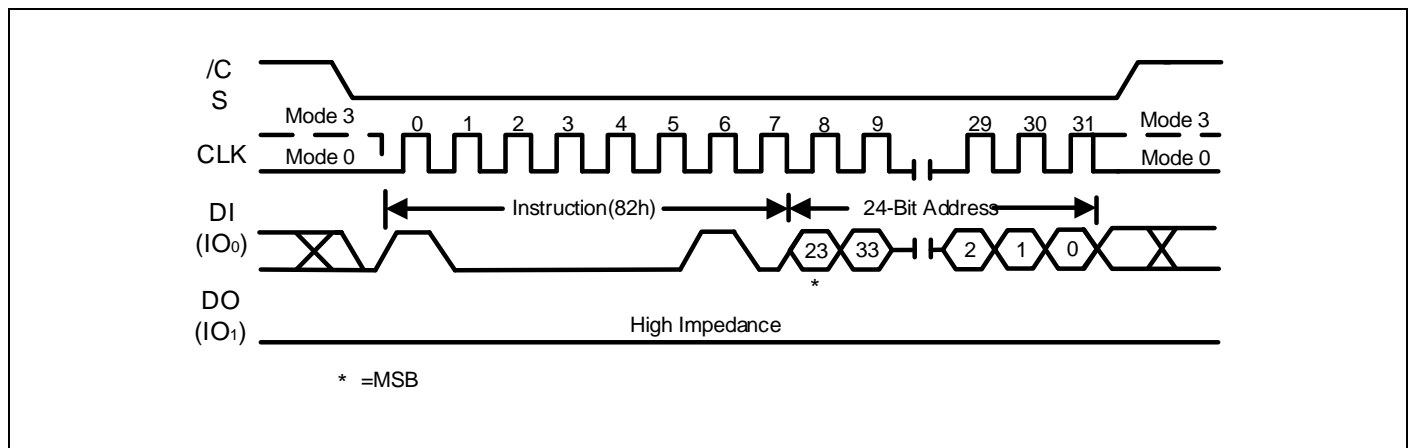 /C
S
Mode 3
0 1 2 3 4 5 6 7 8 9 29 30 31
Mode 3
CLK
Mode 0
Mode 0
DI
(IO0)
Instruction(82h)
24-Bit Address
23 33 2 1 0
*
DO
(IO1)
High Impedance
* =MSB